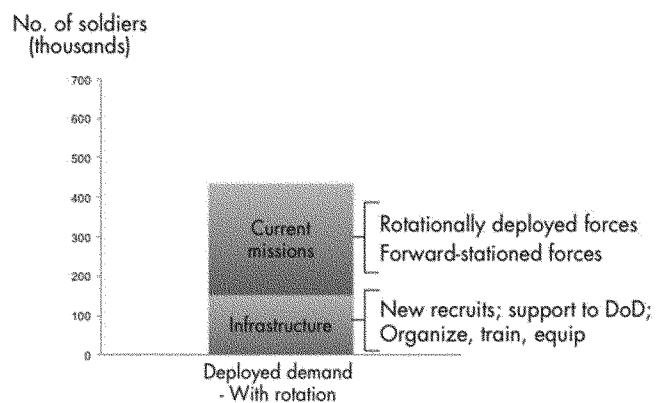 No. of soldiers
(thousands)
700
600
500
400
300
200
100
0
Current
missions
Infrastructure
Rotationally deployed forces
Forward-stationed forces
New recruits; support to DoD;
Organize, train, equip
Deployed demand
- With rotation